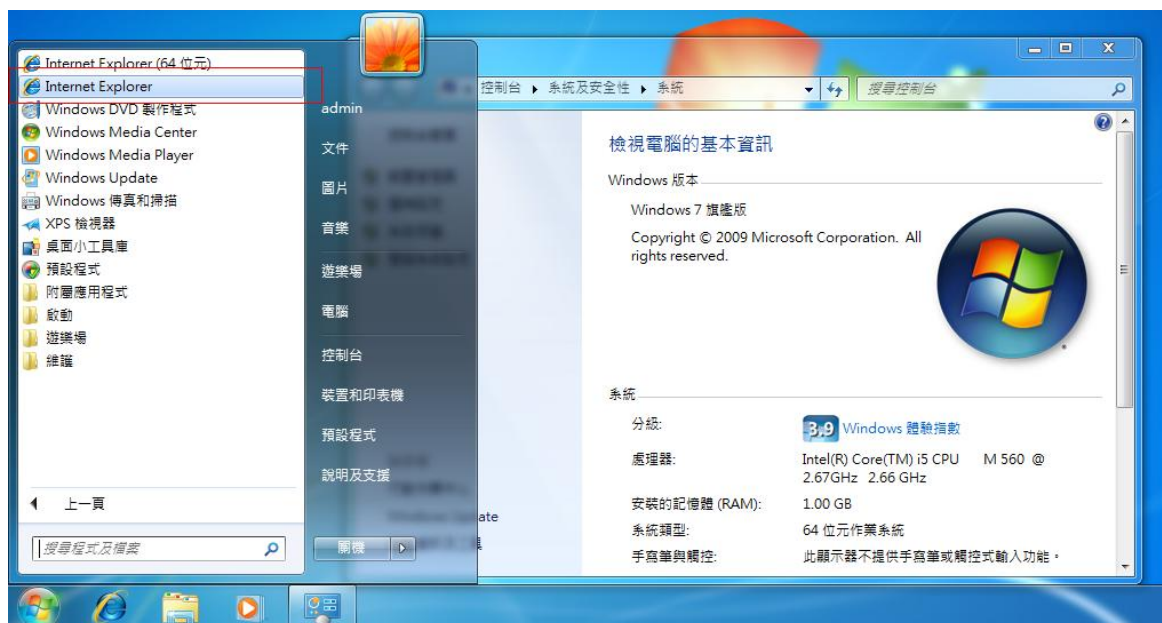 Internet Explorer (64 位元)
Internet Explorer
Windows DVD 製作程式
Windows Media Center
Windows Media Player
Windows Update
Windows 傳真和掃描
XPS 檢視器
桌面小工具庫
預設程式
附屬應用程式
啟動
遊樂場
維護
上一頁
搜尋程式及檔案
admin
文件
圖片
音樂
遊樂場
電腦
控制台
裝置和印表機
預設程式
說明及支援
關機
控制台 ▸ 系統及安全性 ▸ 系統
搜尋控制台
檢視電腦的基本資訊
Windows 版本
Windows 7 旗艦版
Copyright © 2009 Microsoft Corporation. All
rights reserved.
系統
分級:
3.9 Windows 體驗指數
處理器:
Intel(R) Core(TM) i5 CPU M 560 @
2.67GHz 2.66 GHz
安裝的記憶體 (RAM):
1.00 GB
系統類型:
64 位元作業系統
手寫筆與觸控:
此顯示器不提供手寫筆或觸控式輸入功能。